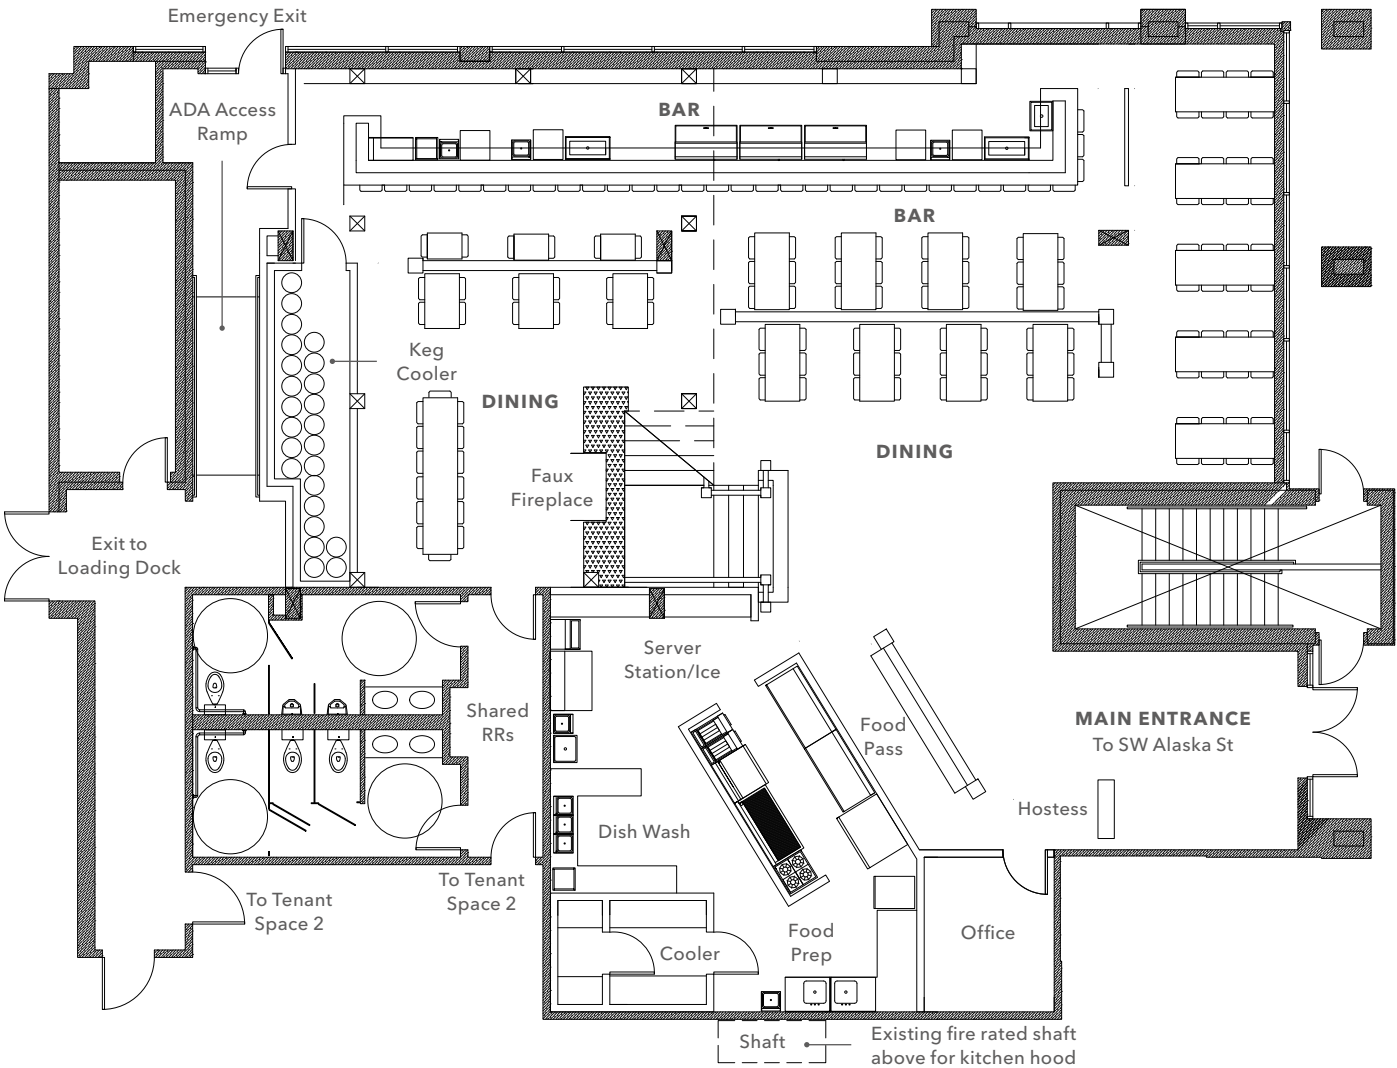 Emergency Exit
ADA Access
Ramp
BAR
BAR
Keg
Cooler
DINING
DINING
Faux
Fireplace
Exit to
Loading Dock
Server
Station/Ice
Shared
RRs
Food
Pass
MAIN ENTRANCE
To SW Alaska St
Hostess
Dish Wash
To Tenant
Space 2
To Tenant
Space 2
Food
Prep
Office
Cooler
Shaft
Existing fire rated shaft
above for kitchen hood